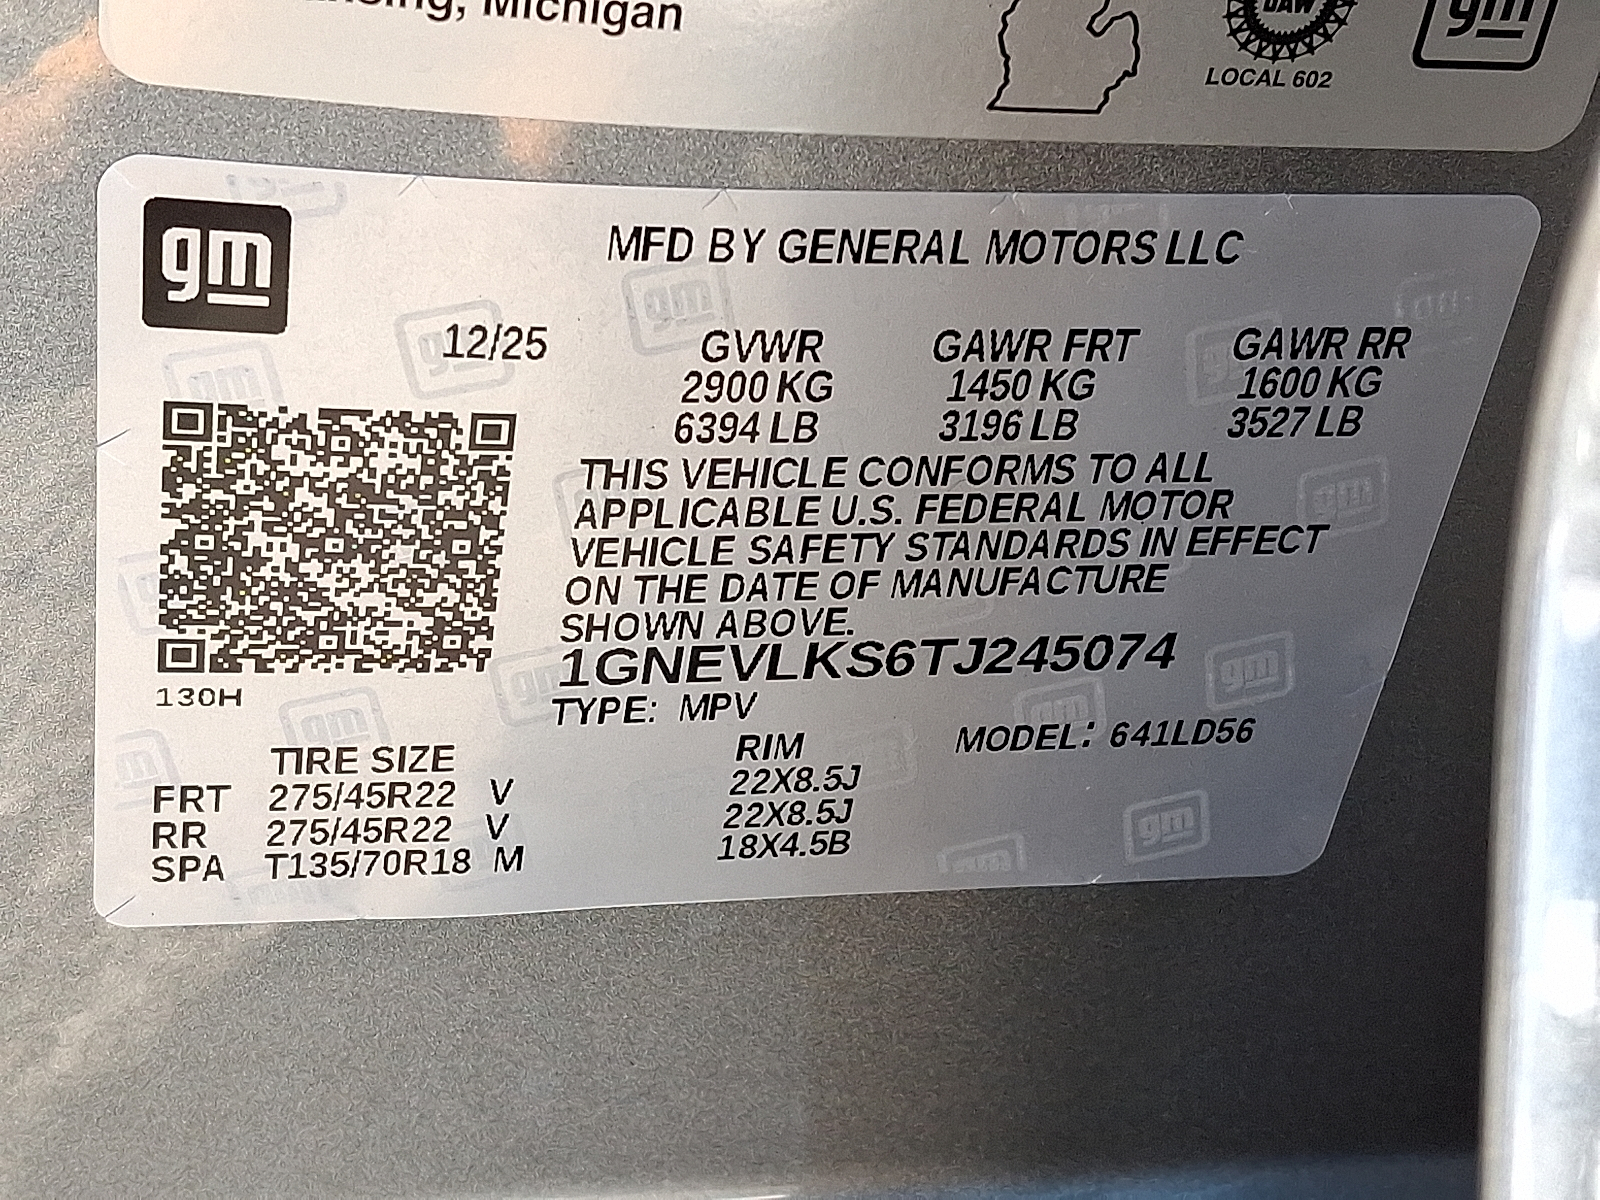 Michigan
UAW
LOCAL 602
gm
gm
MFD BY GENERAL MOTORS LLC
12/25
GVWR GAWR FRT GAWR RR
2900 KG 1450 KG 1600 KG
6394 LB 3196 LB 3527 LB
THIS VEHICLE CONFORMS TO ALL
APPLICABLE U.S. FEDERAL MOTOR
VEHICLE SAFETY STANDARDS IN EFFECT
ON THE DATE OF MANUFACTURE
SHOWN ABOVE.
1GNEVLKS6TJ245074
130H
TYPE: MPV
MODEL: 641LD56
TIRE SIZE RIM
FRT 275/45R22 V 22X8.5J
RR 275/45R22 V 22X8.5J
SPA T135/70R18 M 18X4.5B